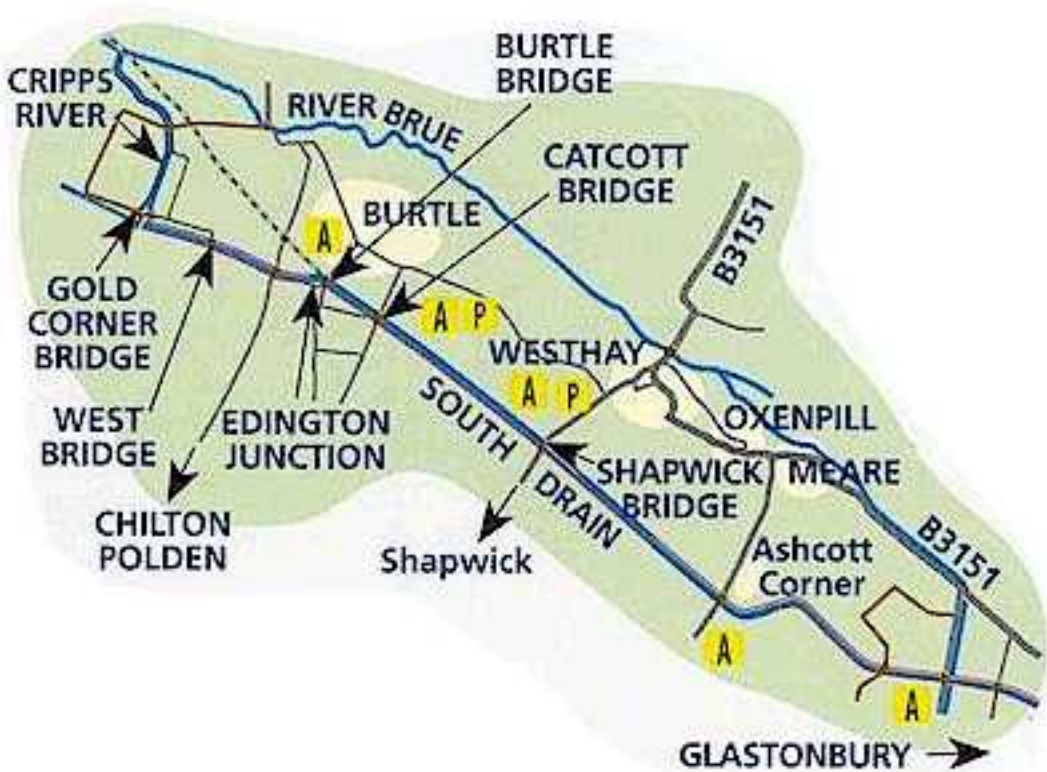 BURTLE
BRIDGE
CRIPPS
RIVER
RIVER BRUE
CATCOTT
BRIDGE
B3151
BURTLE
A
GOLD
CORNER
BRIDGE
A P
WESTHAY
A P
WEST
BRIDGE
EDINGTON
JUNCTION
SOUTH
DRAIN
OXENPILL
SHAPWICK
BRIDGE
MEARE
CHILTON
POLDEN
Shapwick
Ashcott
Corner
B3151
A
A
GLASTONBURY